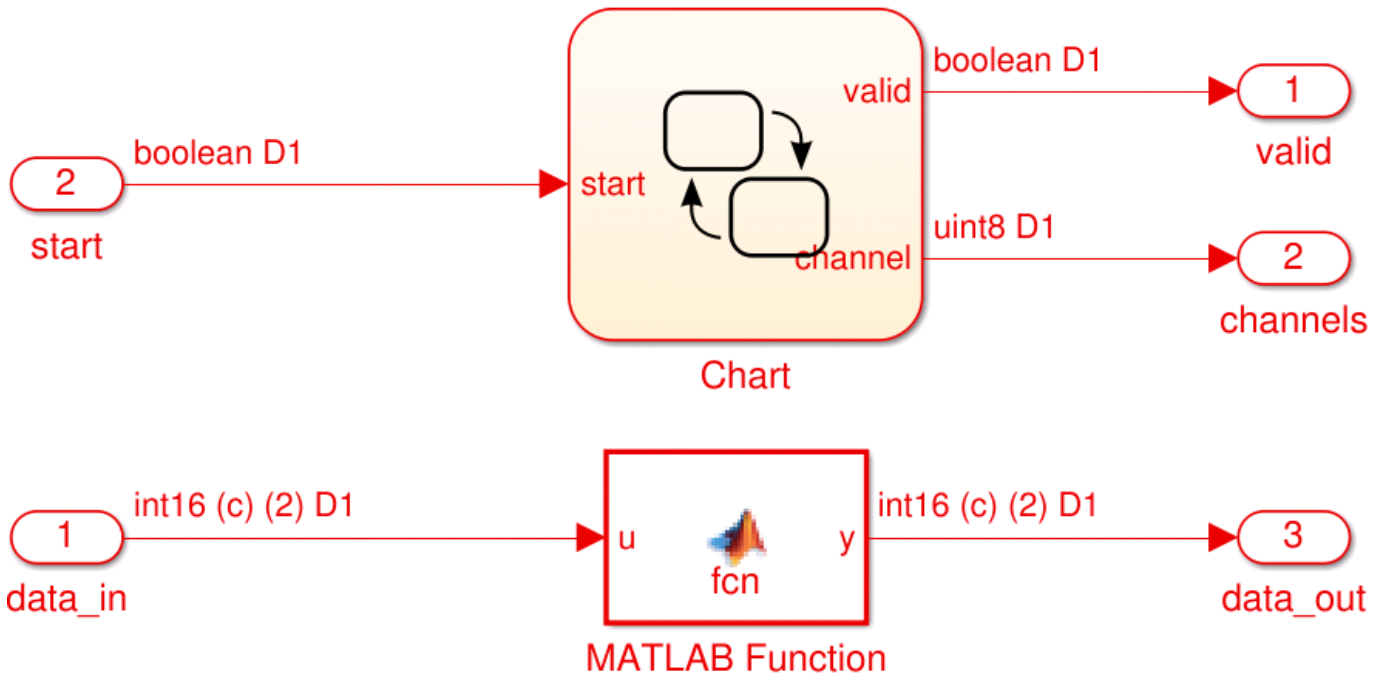 boolean D1
valid
1
valid
boolean D1
2
start
start
uint8 D1
channel
2
channels
Chart
int16 (c) (2) D1
1
data_in
u
fcn
y
MATLAB Function
int16 (c) (2) D1
3
data_out